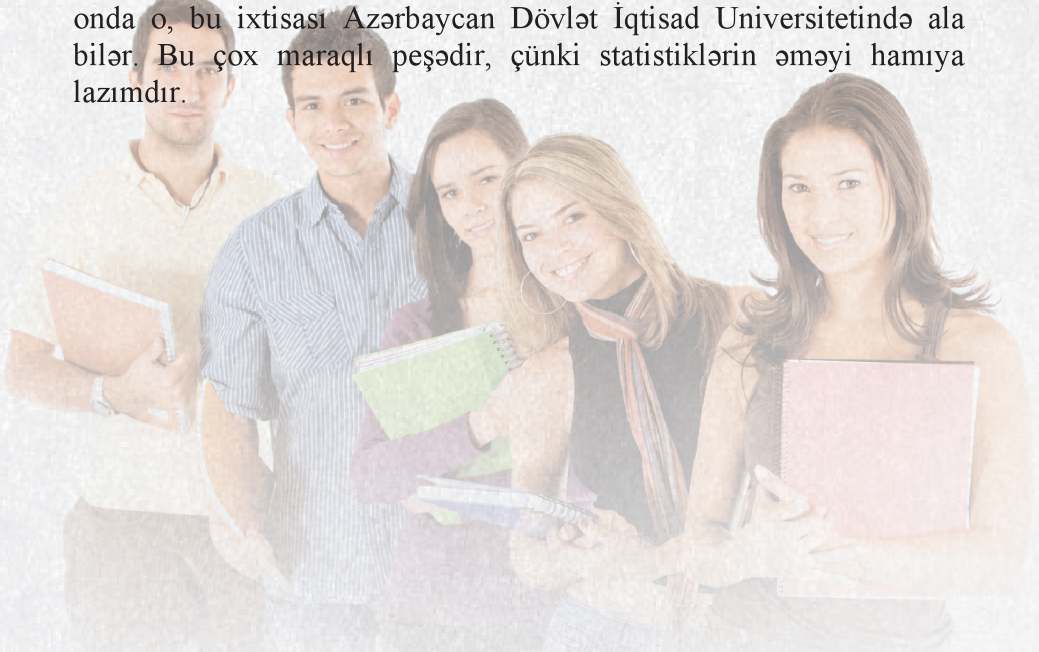 onda o, bu ixtisası Azərbaycan Dövlət İqtisad Universitetində ala
bilər. Bu çox maraqlı peşədir, çünki statistiklərin əməyi hamıya
lazımdır.